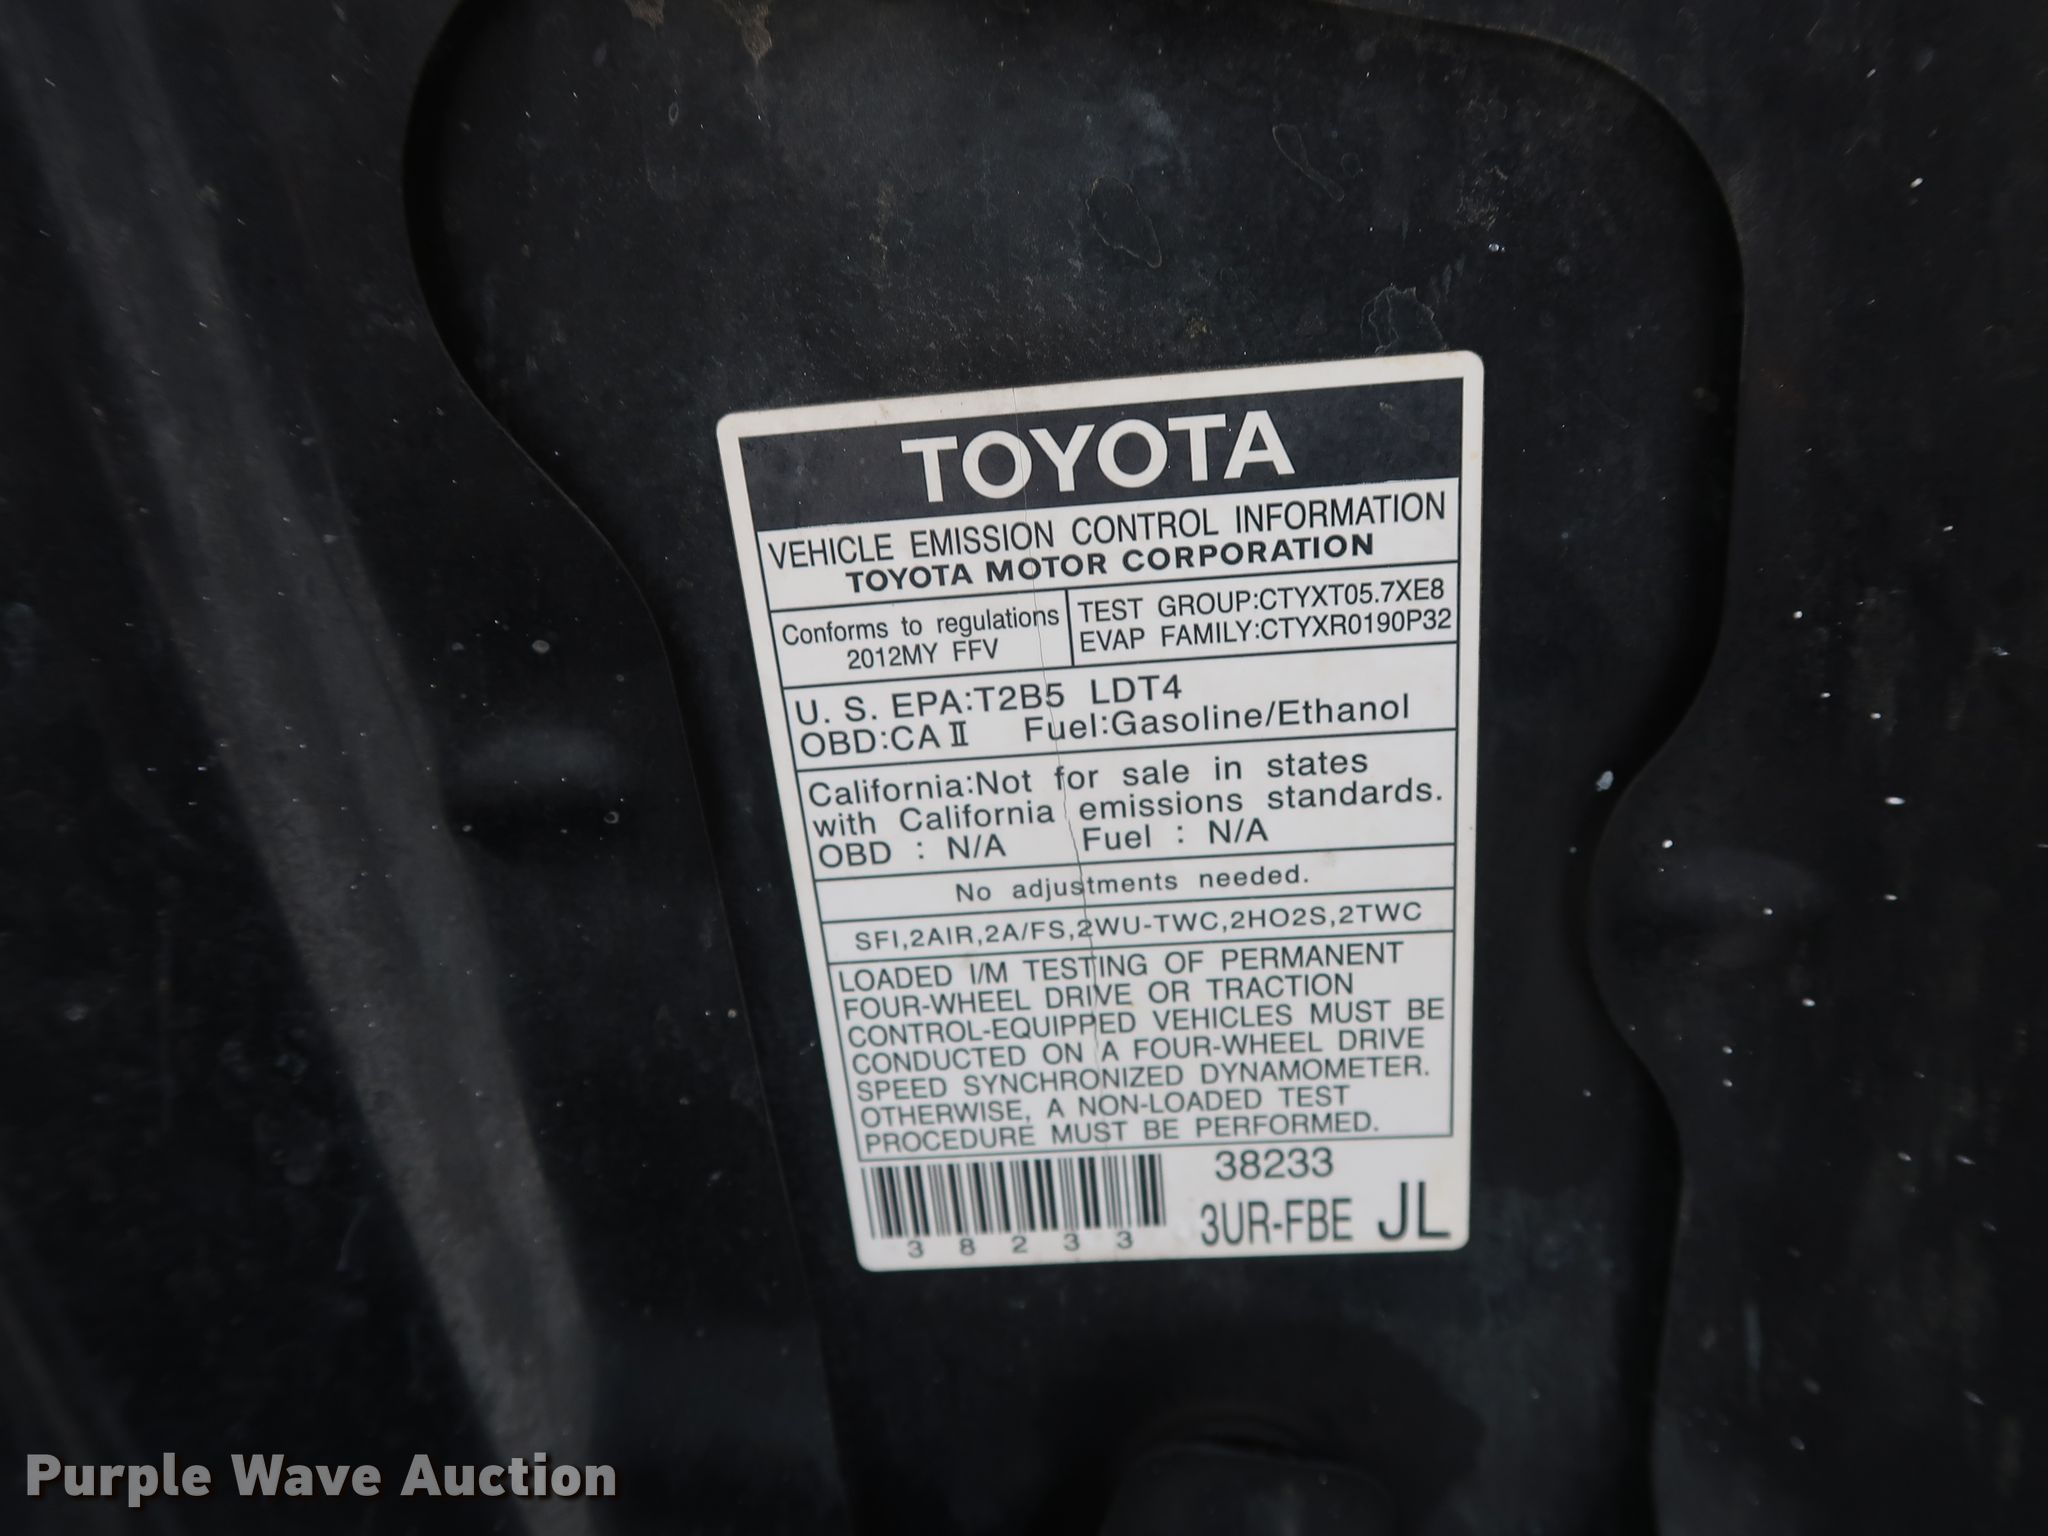 TOYOTA
VEHICLE EMISSION CONTROL INFORMATION
TOYOTA MOTOR CORPORATION
Conforms to regulations
2012MY FFV
TEST GROUP:CTYXT05.7XE8
EVAP FAMILY:CTYXR0190P32
U. S. EPA:T2B5 LDT4
OBD:CA II Fuel:Gasoline/Ethanol
California:Not for sale in states
with California emissions standards.
OBD : N/A Fuel : N/A
No adjustments needed.
SFI,2AIR,2A/FS,2WU-TWC,2HO2S,2TWC
LOADED I/M TESTING OF PERMANENT
FOUR-WHEEL DRIVE OR TRACTION
CONTROL-EQUIPPED VEHICLES MUST BE
CONDUCTED ON A FOUR-WHEEL DRIVE
SPEED SYNCHRONIZED DYNAMOMETER.
OTHERWISE, A NON-LOADED TEST
PROCEDURE MUST BE PERFORMED.
38233
38233
3UR-FBE JL
Purple Wave Auction